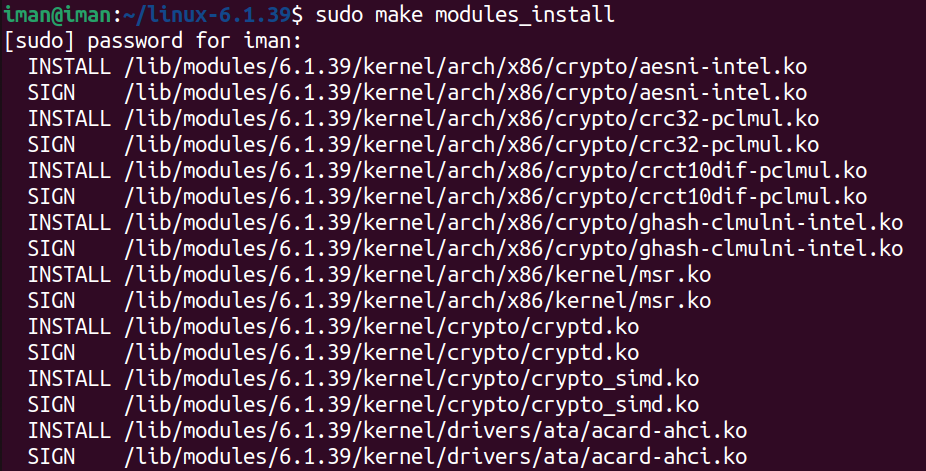 iman@iman:~/linux-6.1.39$ sudo make modules_install
[sudo] password for iman:
  INSTALL /lib/modules/6.1.39/kernel/arch/x86/crypto/aesni-intel.ko
  SIGN    /lib/modules/6.1.39/kernel/arch/x86/crypto/aesni-intel.ko
  INSTALL /lib/modules/6.1.39/kernel/arch/x86/crypto/crc32-pclmul.ko
  SIGN    /lib/modules/6.1.39/kernel/arch/x86/crypto/crc32-pclmul.ko
  INSTALL /lib/modules/6.1.39/kernel/arch/x86/crypto/crct10dif-pclmul.ko
  SIGN    /lib/modules/6.1.39/kernel/arch/x86/crypto/crct10dif-pclmul.ko
  INSTALL /lib/modules/6.1.39/kernel/arch/x86/crypto/ghash-clmulni-intel.ko
  SIGN    /lib/modules/6.1.39/kernel/arch/x86/crypto/ghash-clmulni-intel.ko
  INSTALL /lib/modules/6.1.39/kernel/arch/x86/kernel/msr.ko
  SIGN    /lib/modules/6.1.39/kernel/arch/x86/kernel/msr.ko
  INSTALL /lib/modules/6.1.39/kernel/crypto/cryptd.ko
  SIGN    /lib/modules/6.1.39/kernel/crypto/cryptd.ko
  INSTALL /lib/modules/6.1.39/kernel/crypto/crypto_simd.ko
  SIGN    /lib/modules/6.1.39/kernel/crypto/crypto_simd.ko
  INSTALL /lib/modules/6.1.39/kernel/drivers/ata/acard-ahci.ko
  SIGN    /lib/modules/6.1.39/kernel/drivers/ata/acard-ahci.ko